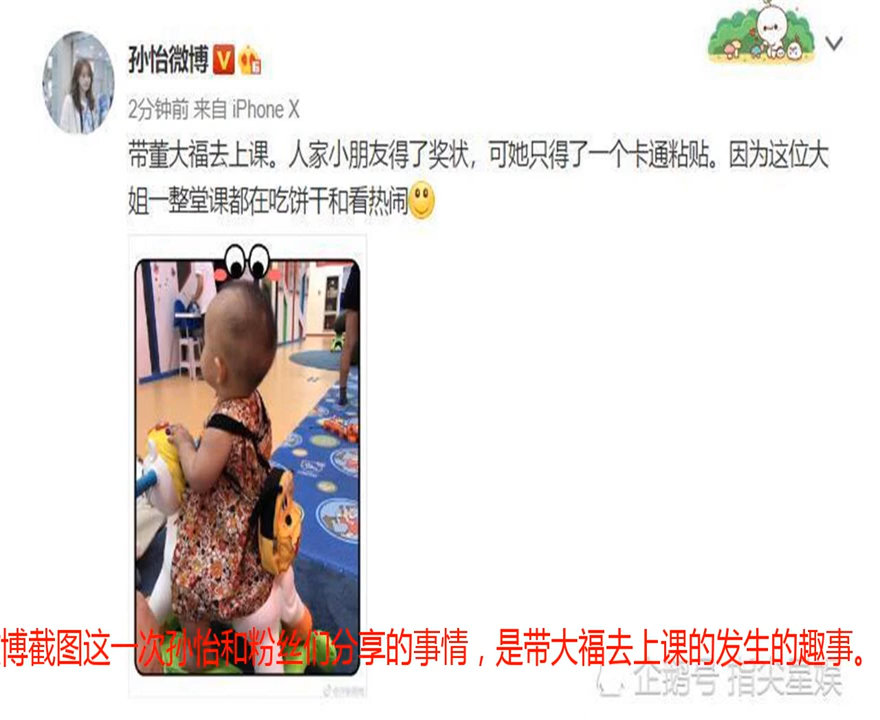 孙怡微博
2分钟前 来自 iPhone X
带董大福去上课。人家小朋友得了奖状，可她只得了一个卡通粘贴。因为这位大
姐一整堂课都在吃饼干和看热闹
博截图这一次孙怡和粉丝们分享的事情，是带大福去上课的发生的趣事。
企鹅号 指尖星娱